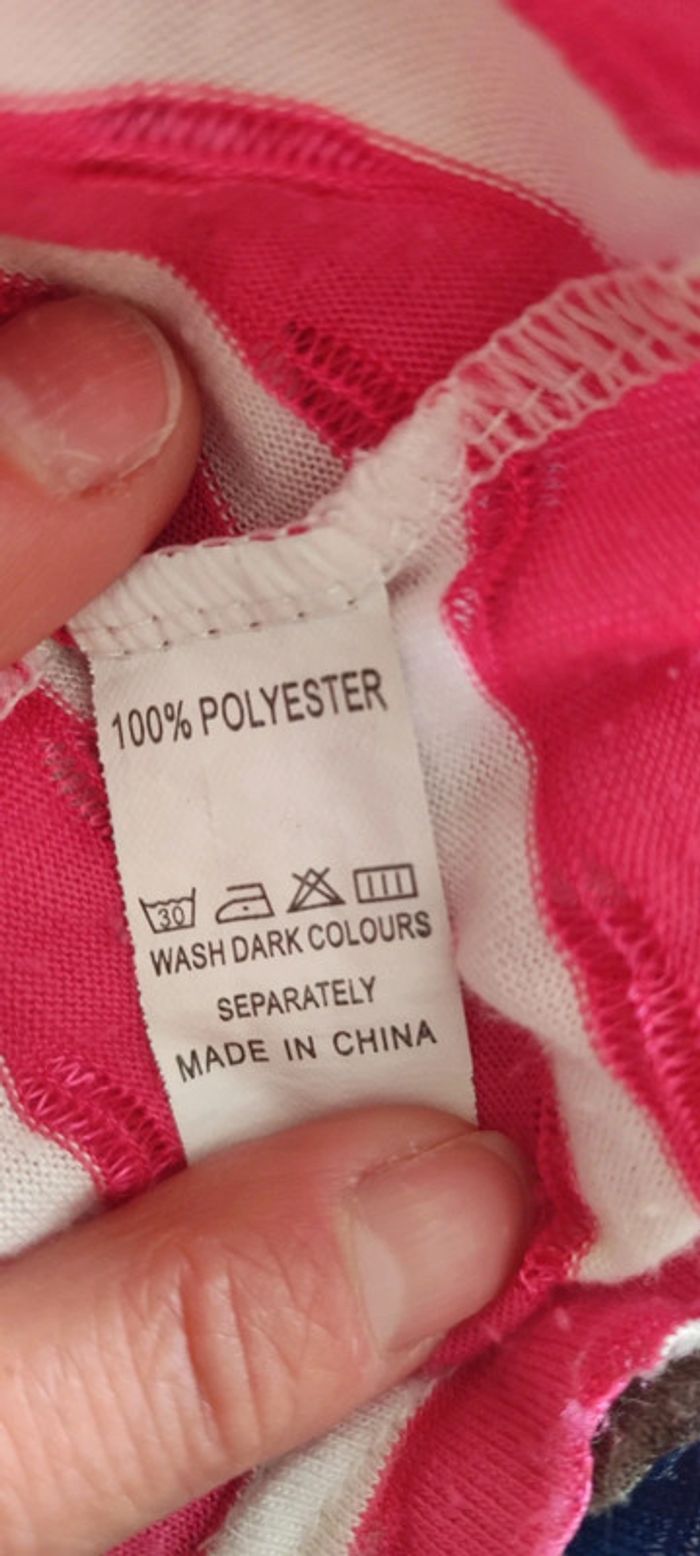 100% POLYESTER
30
WASH DARK COLOURS
SEPARATELY
MADE IN CHINA